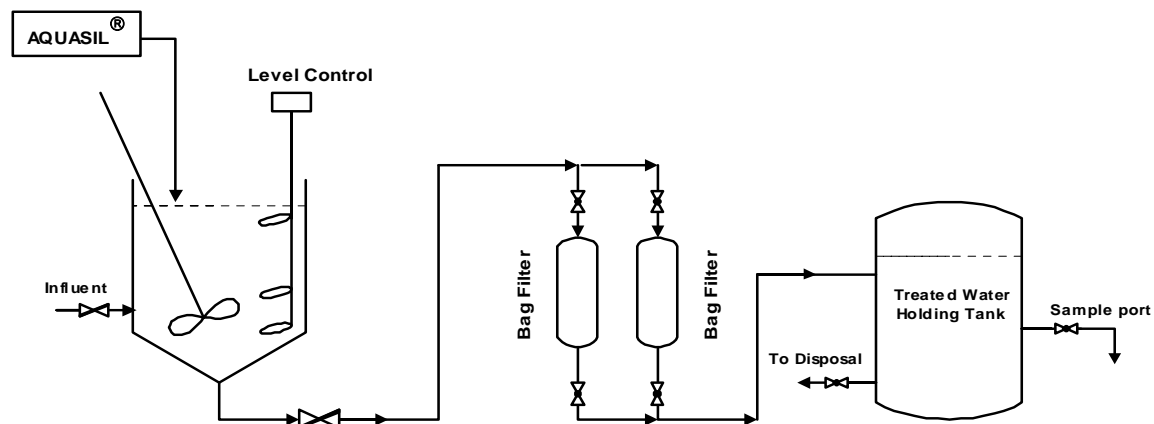 AQUASIL®
Level Control
Influent
Bag Filter
Bag Filter
Treated Water
Holding Tank
Sample port
To Disposal